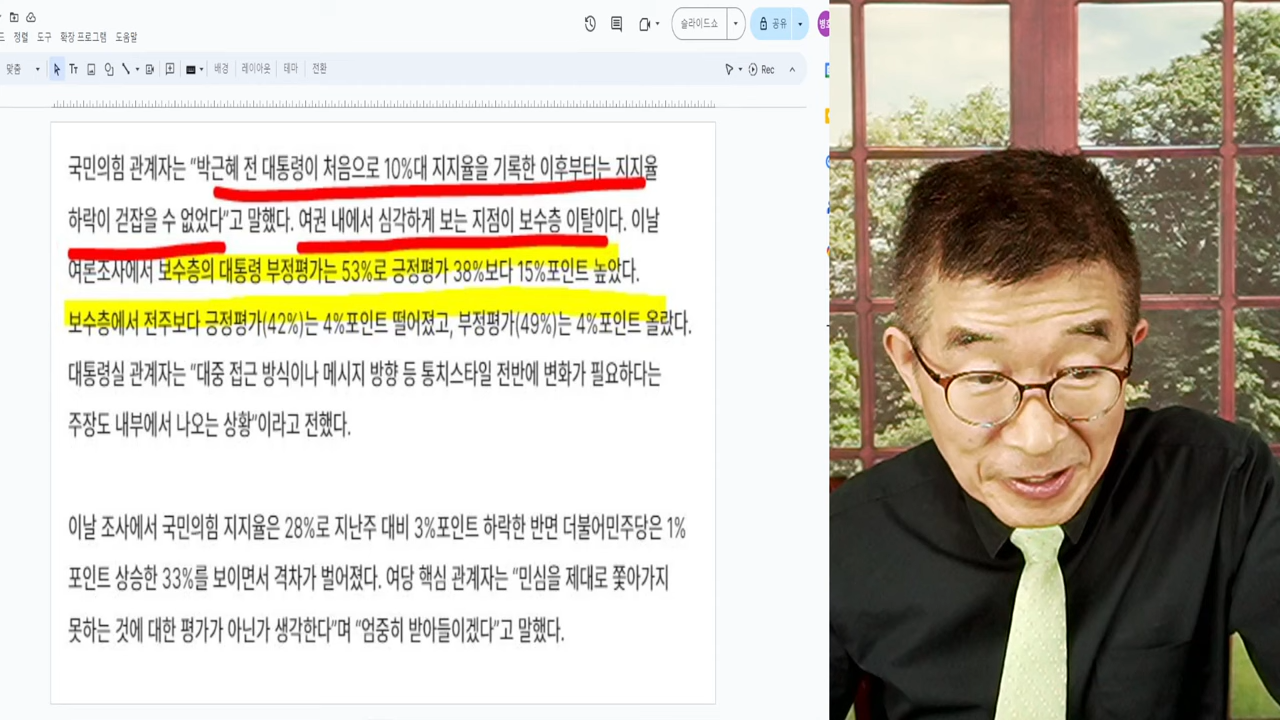 정렬 도구 확장 프로그램 도움말
슬라이드쇼
공유
맞춤
배경 레이아웃 테마 전환
Rec
국민의힘 관계자는 “박근혜 전 대통령이 처음으로 10%대 지지율을 기록한 이후부터는 지지율
하락이 걷잡을 수 없었다”고 말했다. 여권 내에서 심각하게 보는 지점이 보수층 이탈이다. 이날
여론조사에서 보수층의 대통령 부정평가는 53%로 긍정평가 38%보다 15%포인트 높았다.
보수층에서 전주보다 긍정평가(42%)는 4%포인트 떨어졌고, 부정평가(49%)는 4%포인트 올랐다.
대통령실 관계자는 “대중 접근 방식이나 메시지 방향 등 통치스타일 전반에 변화가 필요하다는
주장도 내부에서 나오는 상황”이라고 전했다.
이날 조사에서 국민의힘 지지율은 28%로 지난주 대비 3%포인트 하락한 반면 더불어민주당은 1%
포인트 상승한 33%를 보이면서 격차가 벌어졌다. 여당 핵심 관계자는 “민심을 제대로 쫓아가지
못하는 것에 대한 평가가 아닌가 생각한다”며 “엄중히 받아들이겠다”고 말했다.